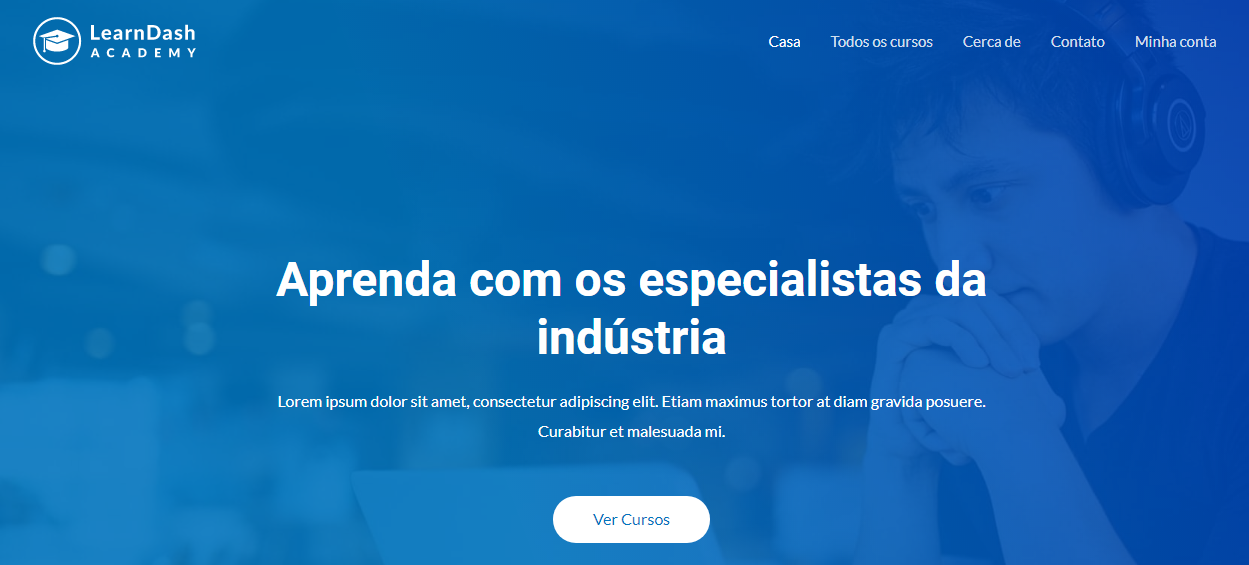 LearnDash
ACADEMY
Casa Todos os cursos Cerca de Contato Minha conta
Aprenda com os especialistas da
indústria
Lorem ipsum dolor sit amet, consectetur adipiscing elit. Etiam maximus tortor at diam gravida posuere.
Curabitur et malesuada mi.
Ver Cursos